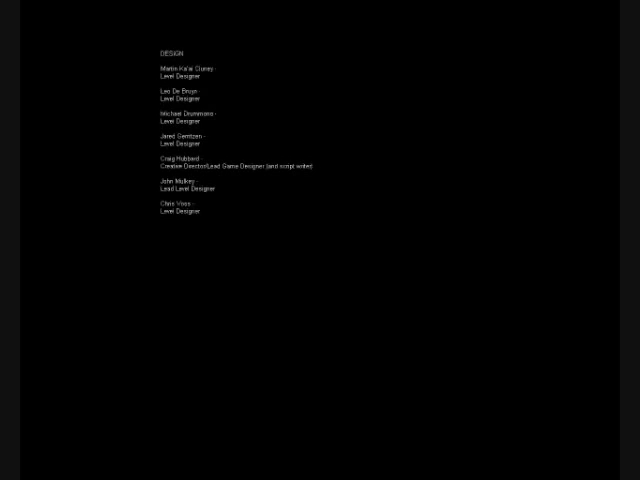 DESIGN
Martin Ka'ai Cluney -
Level Designer
Leo De Bruyn -
Level Designer
Michael Drummond -
Level Designer
Jared Gerritzen -
Level Designer
Craig Hubbard -
Creative Director/Lead Game Designer (and script writer)
John Mulkey -
Lead Level Designer
Chris Voss -
Level Designer